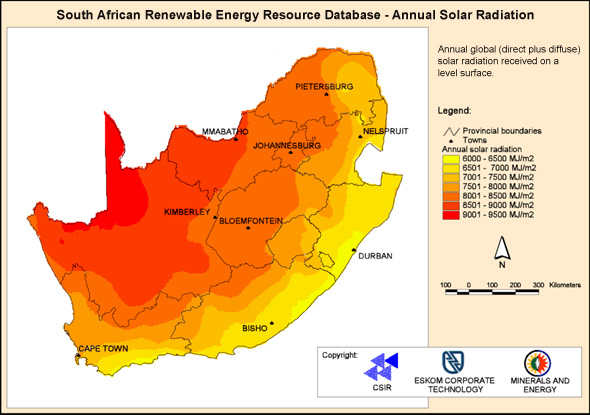 South African Renewable Energy Resource Database - Annual Solar Radiation
Annual global (direct plus diffuse)
solar radiation received on a
level surface.
Legend:
Provincial boundaries
Towns
Annual solar radiation
6000 - 6500 MJ/m2
6501 - 7000 MJ/m2
7001 - 7500 MJ/m2
7501 - 8000 MJ/m2
8001 - 8500 MJ/m2
8501 - 9000 MJ/m2
9001 - 9500 MJ/m2
N
100 0 100 200 300 Kilometers
PIETERSBURG
MMABATHO
NELSPRUIT
JOHANNESBURG
KIMBERLEY
BLOEMFONTEIN
DURBAN
BISHO
CAPE TOWN
Copyright:
CSIR
ESKOM CORPORATE
TECHNOLOGY
MINERALS AND
ENERGY